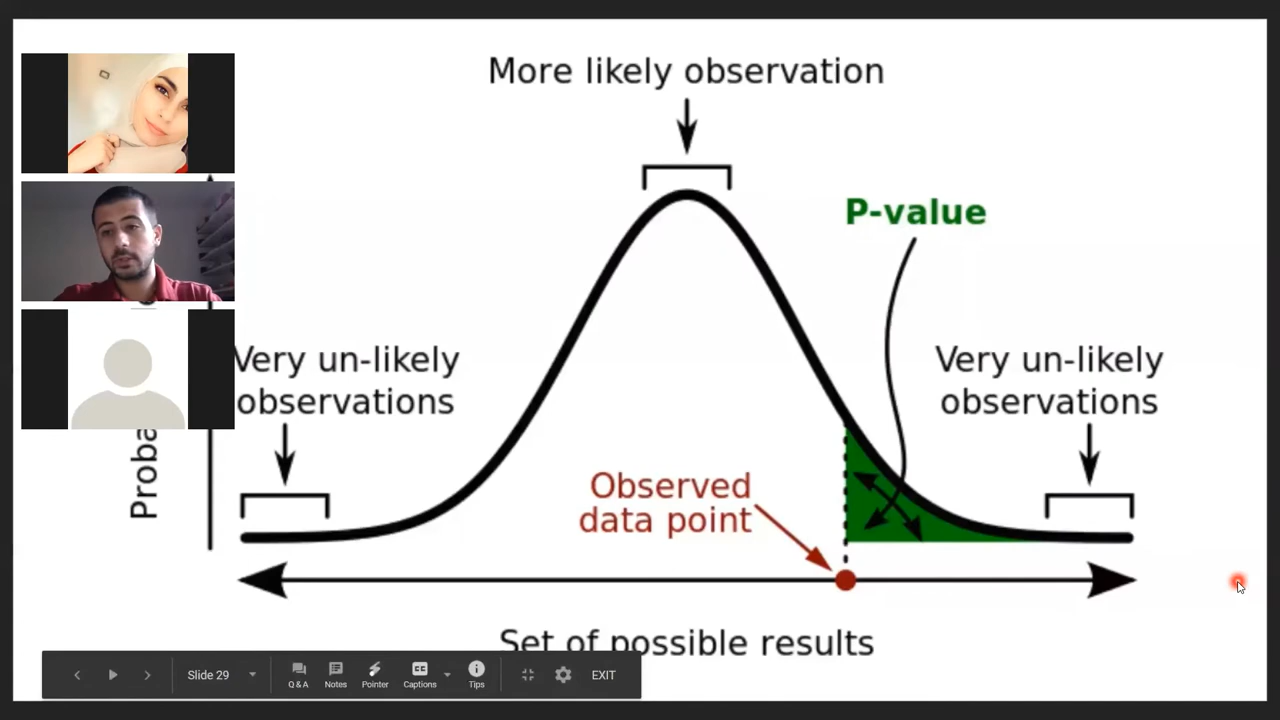 More likely observation
P-value
Very un-likely
observations
Very un-likely
observations
Observed
data point
Set of possible results
Slide 29
Q & A
Notes
Pointer
Captions
Tips
EXIT